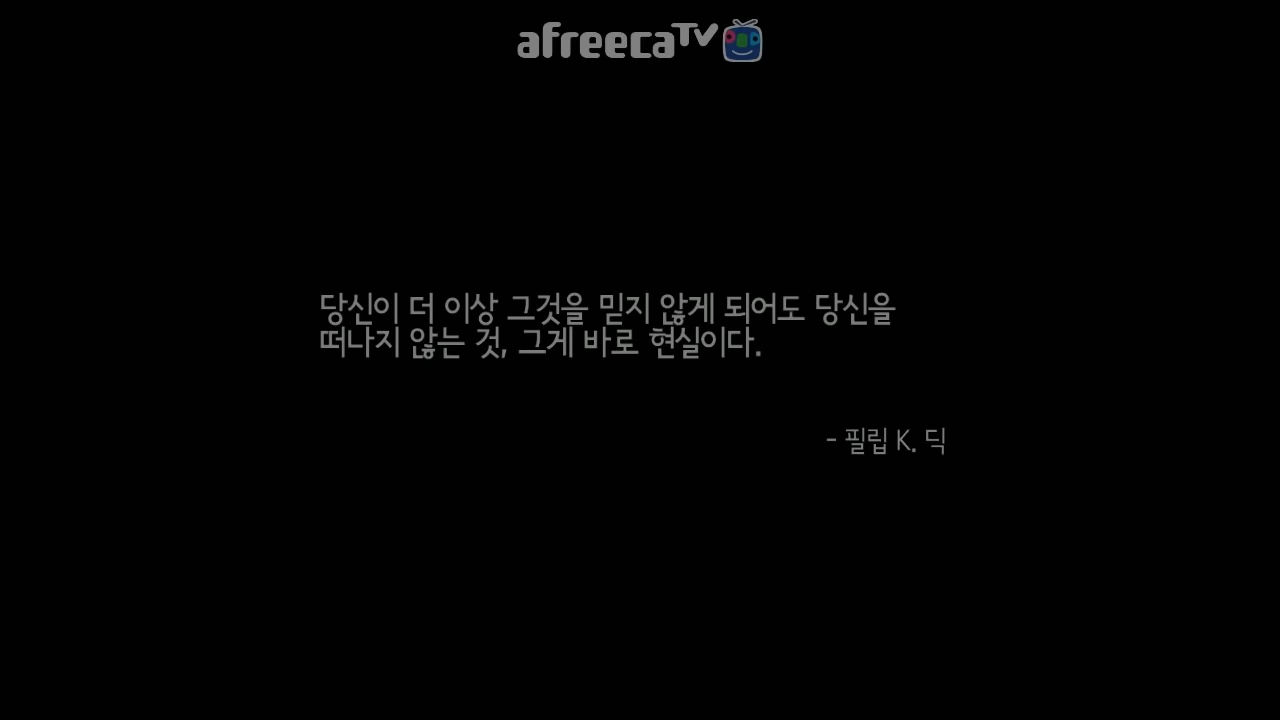 afreecaTV
당신이 더 이상 그것을 믿지 않게 되어도 당신을
떠나지 않는 것, 그게 바로 현실이다.
- 필립 K. 딕